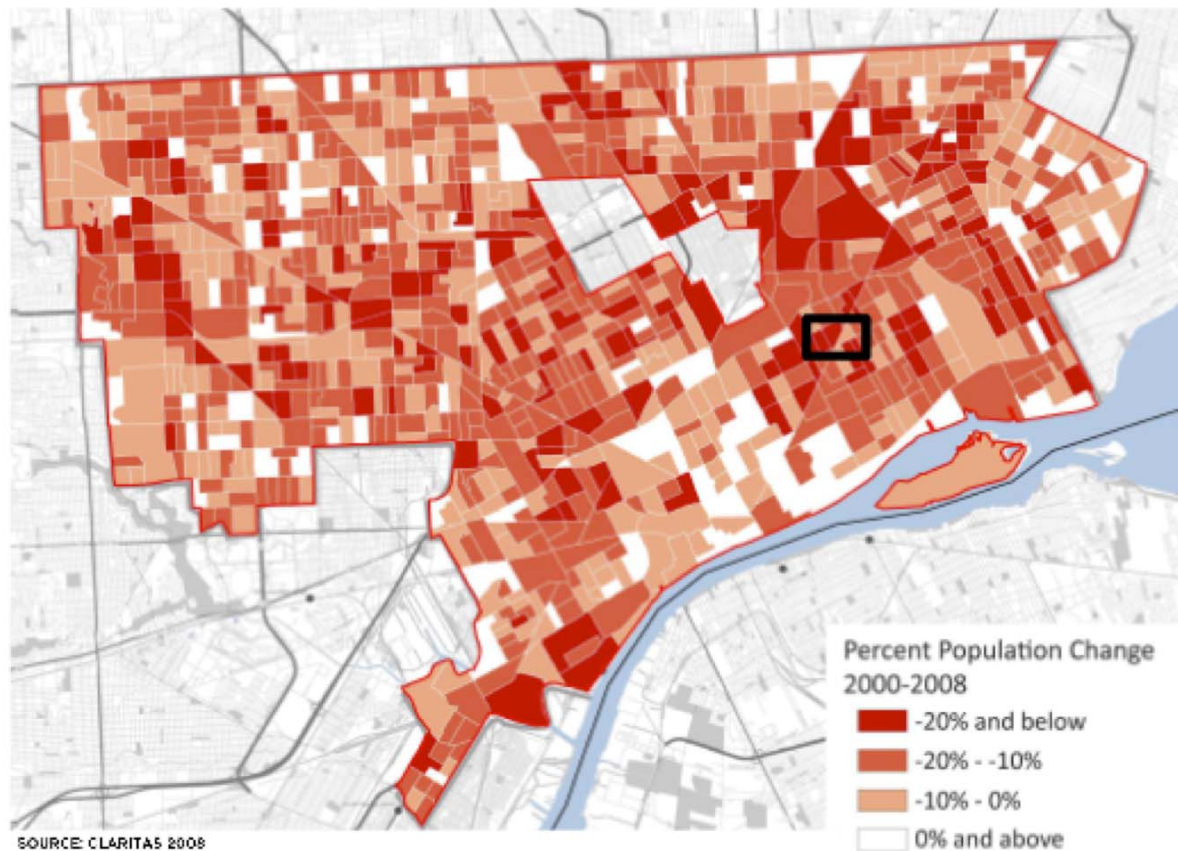 Percent Population Change
2000-2008
-20% and below
-20% - -10%
-10% - 0%
0% and above
SOURCE: CLARITAS 2008